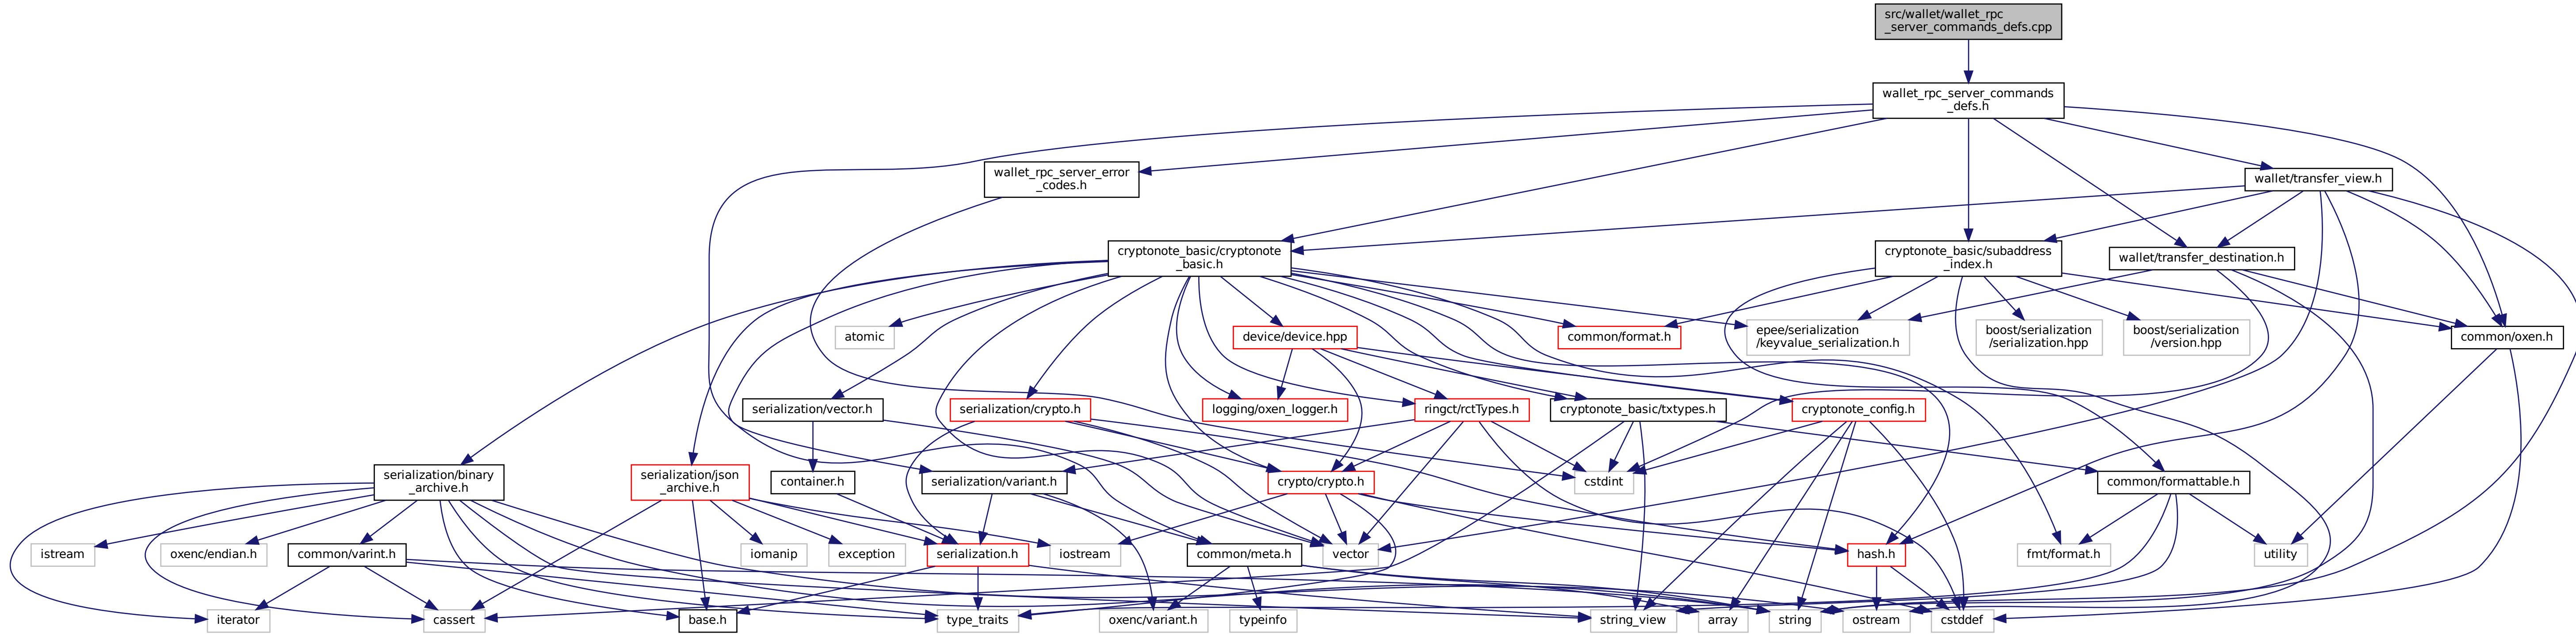 src/wallet/wallet_rpc
_server_commands_defs.cpp
wallet_rpc_server_commands
_defs.h
wallet_rpc_server_error
_codes.h
wallet/transfer_view.h
cryptonote_basic/cryptonote
_basic.h
cryptonote_basic/subaddress
_index.h
wallet/transfer_destination.h
atomic
device/device.hpp
common/format.h
epee/serialization
/keyvalue_serialization.h
boost/serialization
/serialization.hpp
boost/serialization
/version.hpp
common/oxen.h
serialization/vector.h
serialization/crypto.h
logging/oxen_logger.h
ringct/rctTypes.h
cryptonote_basic/txtypes.h
cryptonote_config.h
serialization/binary
_archive.h
serialization/json
_archive.h
container.h
serialization/variant.h
crypto/crypto.h
cstdint
common/formattable.h
istream
oxenc/endian.h
common/varint.h
iomanip
exception
serialization.h
iostream
common/meta.h
vector
hash.h
fmt/format.h
utility
iterator
cassert
base.h
type_traits
oxenc/variant.h
typeinfo
string_view
array
string
ostream
cstddef